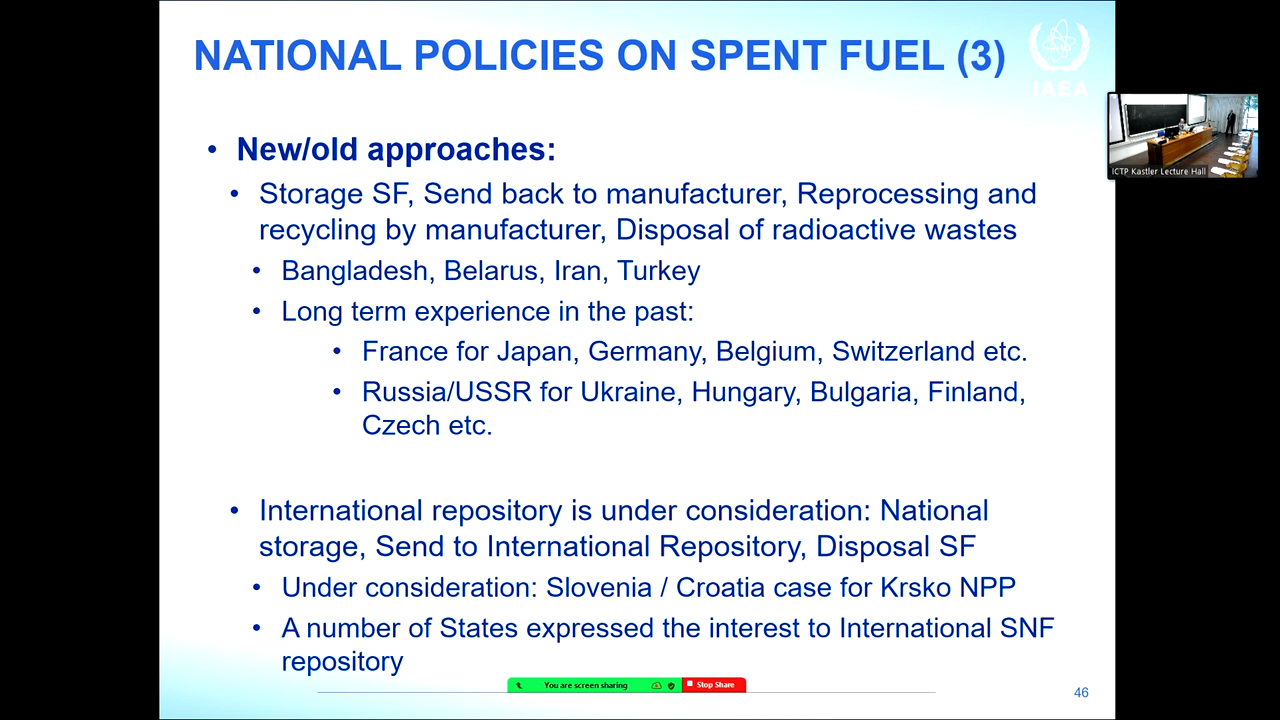 NATIONAL POLICIES ON SPENT FUEL (3)
IAEA
• New/old approaches:
• Storage SF, Send back to manufacturer, Reprocessing and
recycling by manufacturer, Disposal of radioactive wastes
• Bangladesh, Belarus, Iran, Turkey
• Long term experience in the past:
• France for Japan, Germany, Belgium, Switzerland etc.
• Russia/USSR for Ukraine, Hungary, Bulgaria, Finland,
Czech etc.
• International repository is under consideration: National
storage, Send to International Repository, Disposal SF
• Under consideration: Slovenia / Croatia case for Krsko NPP
• A number of States expressed the interest to International SNF
repository
You are screen sharing
Stop Share
46
ICTP Kastler Lecture Hall